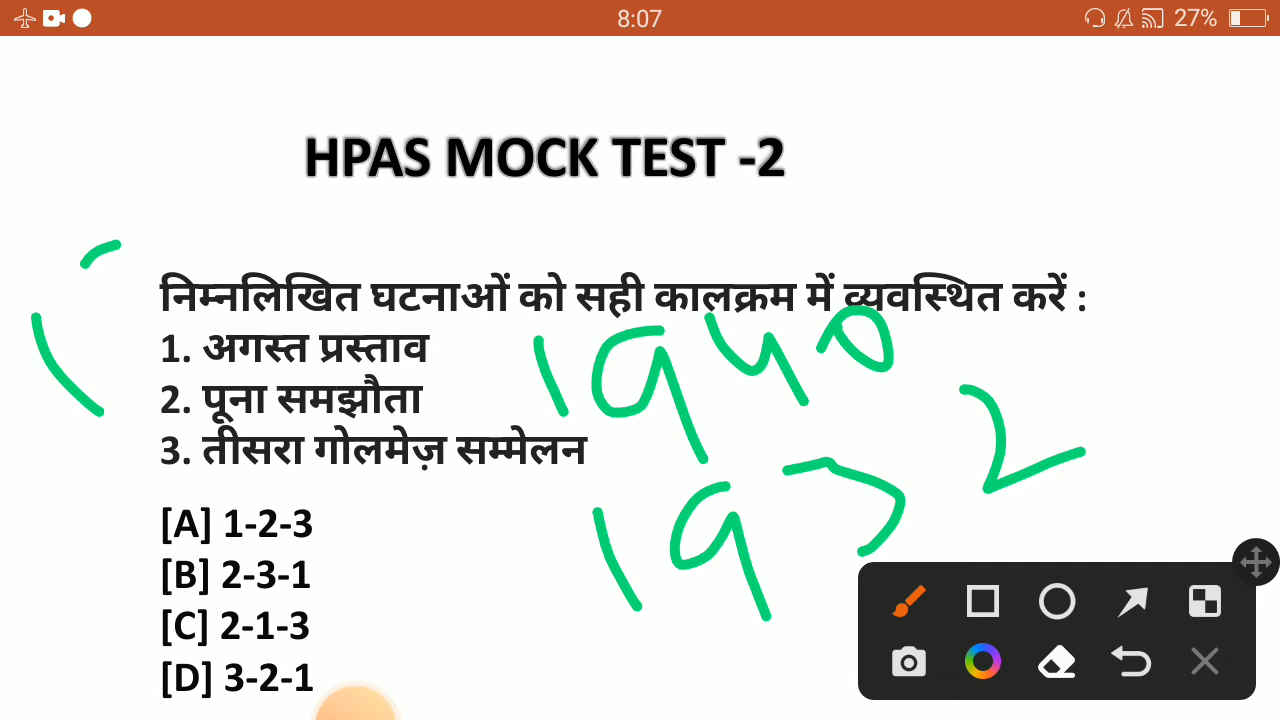 8:07
27%
HPAS MOCK TEST -2
निम्नलिखित घटनाओं को सही कालक्रम में व्यवस्थित करें :
1. अगस्त प्रस्ताव
1940
2. पूना समझौता
3. तीसरा गोलमेज़ सम्मेलन
1932
[A] 1-2-3
[B] 2-3-1
[C] 2-1-3
[D] 3-2-1